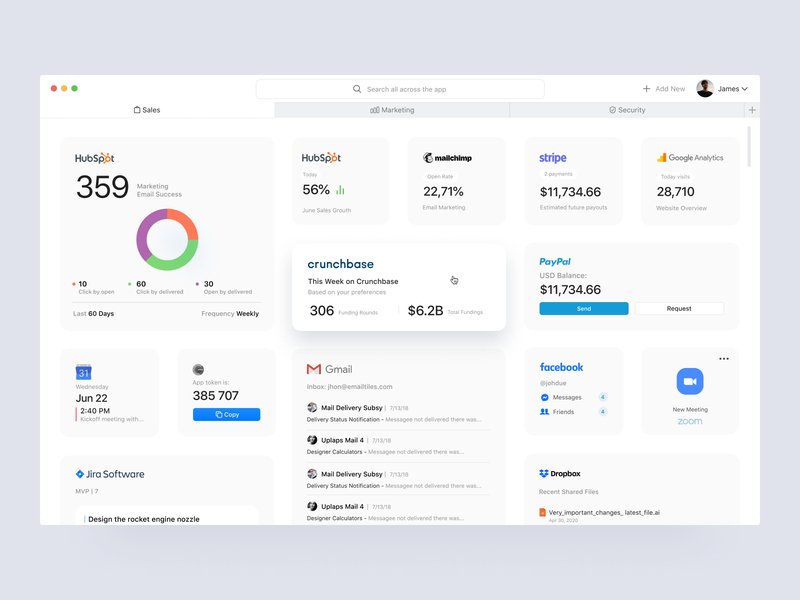 Search all across the app
Add New
James
Sales
Marketing
Security
HubSpot
359
Marketing
Email Success
10
Click by open
60
Click by delivered
30
Open by delivered
Last 60 Days
Frequency Weekly
HubSpot
Today
56%
June Sales Grouth
mailchimp
Open Rate
22,71%
Email Marketing
stripe
2 payments
$11,734.66
Estimated future payouts
Google Analytics
Today visits
28,710
Website Overview
crunchbase
This Week on Crunchbase
Based on your preferences
306 Funding Rounds
$6.2B Total Fundings
PayPal
USD Balance:
$11,734.66
Send
Request
31
Wednesday
Jun 22
2:40 PM
Kickoff meeting with...
App token is:
385 707
Copy
Gmail
Inbox: jhon@emailtiles.com
Mail Delivery Subsy | 7/13/18
Delivery Status Notification - Messagee not delivered there was...
Uplaps Mail 4 | 7/13/18
Designer Calculators - Messagee not delivered there was...
Mail Delivery Subsy | 7/13/18
Delivery Status Notification - Messagee not delivered there was...
Uplaps Mail 4 | 7/13/18
Designer Calculators - Messagee not delivered there was...
facebook
@johdue
Messages 4
Friends 4
New Meeting
zoom
Jira Software
MVP | 7
Design the rocket engine nozzle
Dropbox
Recent Shared Files
Very_important_changes_ latest_file.ai
Apr 30, 2020